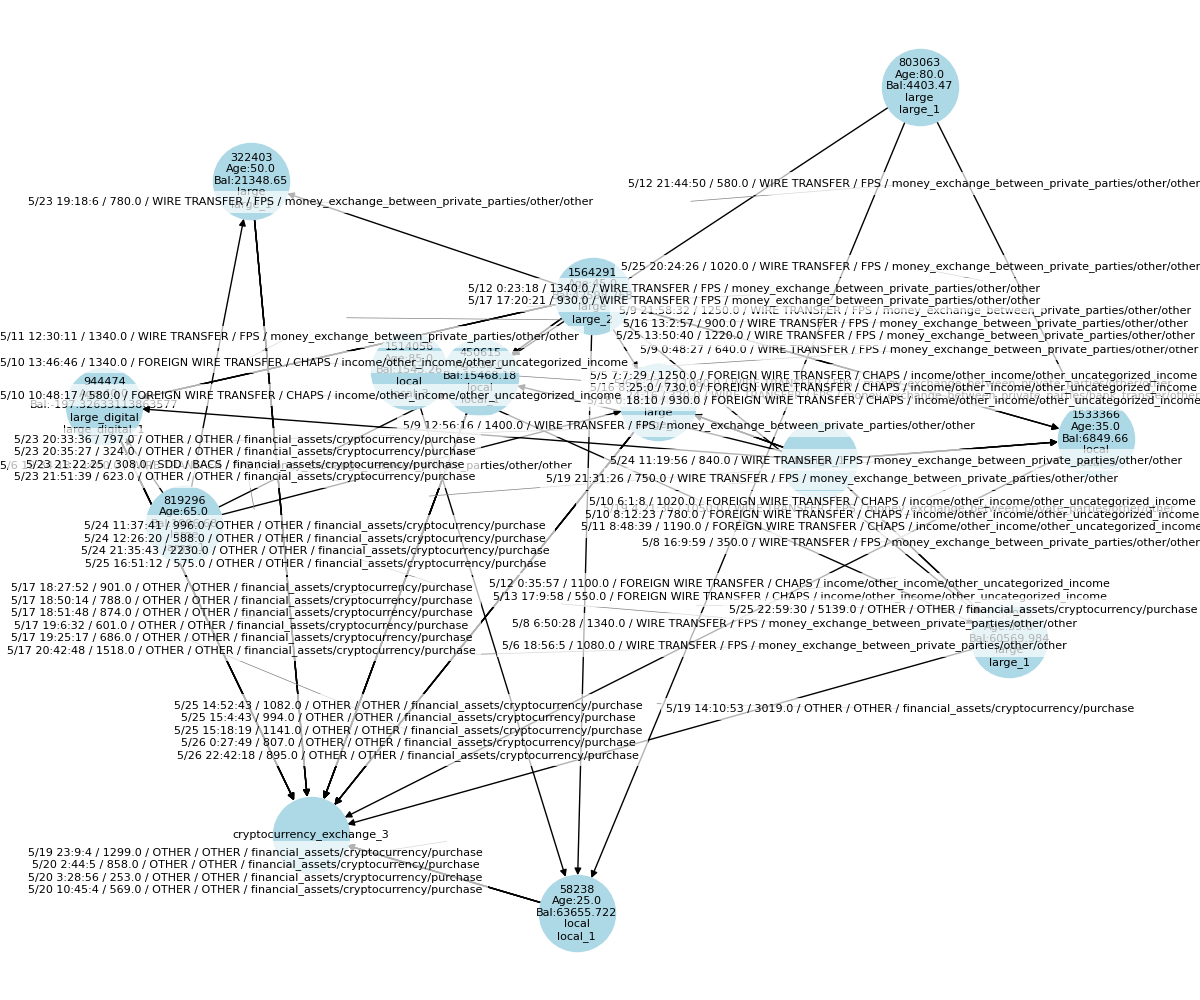 803063
Age:80.0
Bal:4403.47
large
large_1
322403
Age:50.0
Bal:21348.65
large
5/12 21:44:50 / 580.0 / WIRE TRANSFER / FPS / money_exchange_between_private_parties/other/other
5/23 19:18:6 / 780.0 / WIRE TRANSFER / FPS / money_exchange_between_private_parties/other/other
5/25 20:24:26 / 1020.0 / WIRE TRANSFER / FPS / money_exchange_between_private_parties/other/other
1564291
large
large_2
5/12 0:23:18 / 1340.0 / WIRE TRANSFER / FPS / money_exchange_between_private_parties/other/other
5/17 17:20:21 / 930.0 / WIRE TRANSFER / FPS / money_exchange_between_private_parties/other/other
5/9 21:58:32 / 1250.0 / WIRE TRANSFER / FPS / money_exchange_between_private_parties/other/other
5/16 13:2:57 / 900.0 / WIRE TRANSFER / FPS / money_exchange_between_private_parties/other/other
5/25 13:50:40 / 1220.0 / WIRE TRANSFER / FPS / money_exchange_between_private_parties/other/other
5/11 12:30:11 / 1340.0 / WIRE TRANSFER / FPS / money_exchange_between_private_parties/other/other
5/9 0:48:27 / 640.0 / WIRE TRANSFER / FPS / money_exchange_between_private_parties/other/other
5/10 13:46:46 / 1340.0 / FOREIGN WIRE TRANSFER / CHAPS / income/other_income/other_uncategorized_income
450615
Bal:15468.18
local
local
5/5 7:7:29 / 1250.0 / FOREIGN WIRE TRANSFER / CHAPS / income/other_income/other_uncategorized_income
944474
5/10 10:48:17 / 580.0 / FOREIGN WIRE TRANSFER / CHAPS / income/other_income/other_uncategorized_income
25:0 / 730.0 / FOREIGN WIRE TRANSFER / CHAPS / income/other_income/other_uncategorized_income
18:10 / 930.0 / FOREIGN WIRE TRANSFER / CHAPS / income/other_income/other_uncategorized_income
large_digital
large_digital_1
large
1533366
Age:35.0
Bal:6849.66
local
5/9 12:56:16 / 1400.0 / WIRE TRANSFER / FPS / money_exchange_between_private_parties/other/other
5/23 20:33:36 / 797.0 / OTHER / OTHER / financial_assets/cryptocurrency/purchase
5/23 20:35:27 / 324.0 / OTHER / OTHER / financial_assets/cryptocurrency/purchase
5/23 21:22:25 / 308.0 / SDD / BACS / financial_assets/cryptocurrency/purchase
5/23 21:51:39 / 623.0 / OTHER / OTHER / financial_assets/cryptocurrency/purchase
5/24 11:19:56 / 840.0 / WIRE TRANSFER / FPS / money_exchange_between_private_parties/other/other
5/19 21:31:26 / 750.0 / WIRE TRANSFER / FPS / money_exchange_between_private_parties/other/other
819296
Age:65.0
5/10 6:1:8 / 1020.0 / FOREIGN WIRE TRANSFER / CHAPS / income/other_income/other_uncategorized_income
5/10 8:12:23 / 780.0 / FOREIGN WIRE TRANSFER / CHAPS / income/other_income/other_uncategorized_income
5/11 8:48:39 / 1190.0 / FOREIGN WIRE TRANSFER / CHAPS / income/other_income/other_uncategorized_income
5/8 16:9:59 / 350.0 / WIRE TRANSFER / FPS / money_exchange_between_private_parties/other/other
5/24 11:37:41 / 996.0 / OTHER / OTHER / financial_assets/cryptocurrency/purchase
5/24 12:26:20 / 588.0 / OTHER / OTHER / financial_assets/cryptocurrency/purchase
5/24 21:35:43 / 2230.0 / OTHER / OTHER / financial_assets/cryptocurrency/purchase
5/25 16:51:12 / 575.0 / OTHER / OTHER / financial_assets/cryptocurrency/purchase
5/17 18:27:52 / 901.0 / OTHER / OTHER / financial_assets/cryptocurrency/purchase
5/17 18:50:14 / 788.0 / OTHER / OTHER / financial_assets/cryptocurrency/purchase
5/17 18:51:48 / 874.0 / OTHER / OTHER / financial_assets/cryptocurrency/purchase
5/17 19:6:32 / 601.0 / OTHER / OTHER / financial_assets/cryptocurrency/purchase
5/17 19:25:17 / 686.0 / OTHER / OTHER / financial_assets/cryptocurrency/purchase
5/17 20:42:48 / 1518.0 / OTHER / OTHER / financial_assets/cryptocurrency/purchase
5/12 0:35:57 / 1100.0 / FOREIGN WIRE TRANSFER / CHAPS / income/other_income/other_uncategorized_income
5/13 17:9:58 / 550.0 / FOREIGN WIRE TRANSFER / CHAPS / income/other_income/other_uncategorized_income
5/25 22:59:30 / 5139.0 / OTHER / OTHER / financial_assets/cryptocurrency/purchase
5/8 6:50:28 / 1340.0 / WIRE TRANSFER / FPS / money_exchange_between_private_parties/other/other
Bal:60569.984
5/6 18:56:5 / 1080.0 / WIRE TRANSFER / FPS / money_exchange_between_private_parties/other/other
large_1
5/25 14:52:43 / 1082.0 / OTHER / OTHER / financial_assets/cryptocurrency/purchase
5/25 15:4:43 / 994.0 / OTHER / OTHER / financial_assets/cryptocurrency/purchase
5/25 15:18:19 / 1141.0 / OTHER / OTHER / financial_assets/cryptocurrency/purchase
5/26 0:27:49 / 807.0 / OTHER / OTHER / financial_assets/cryptocurrency/purchase
5/26 22:42:18 / 895.0 / OTHER / OTHER / financial_assets/cryptocurrency/purchase
5/19 14:10:53 / 3019.0 / OTHER / OTHER / financial_assets/cryptocurrency/purchase
cryptocurrency_exchange_3
5/19 23:9:4 / 1299.0 / OTHER / OTHER / financial_assets/cryptocurrency/purchase
5/20 2:44:5 / 858.0 / OTHER / OTHER / financial_assets/cryptocurrency/purchase
5/20 3:28:56 / 253.0 / OTHER / OTHER / financial_assets/cryptocurrency/purchase
5/20 10:45:4 / 569.0 / OTHER / OTHER / financial_assets/cryptocurrency/purchase
58238
Age:25.0
Bal:63655.722
local
local_1